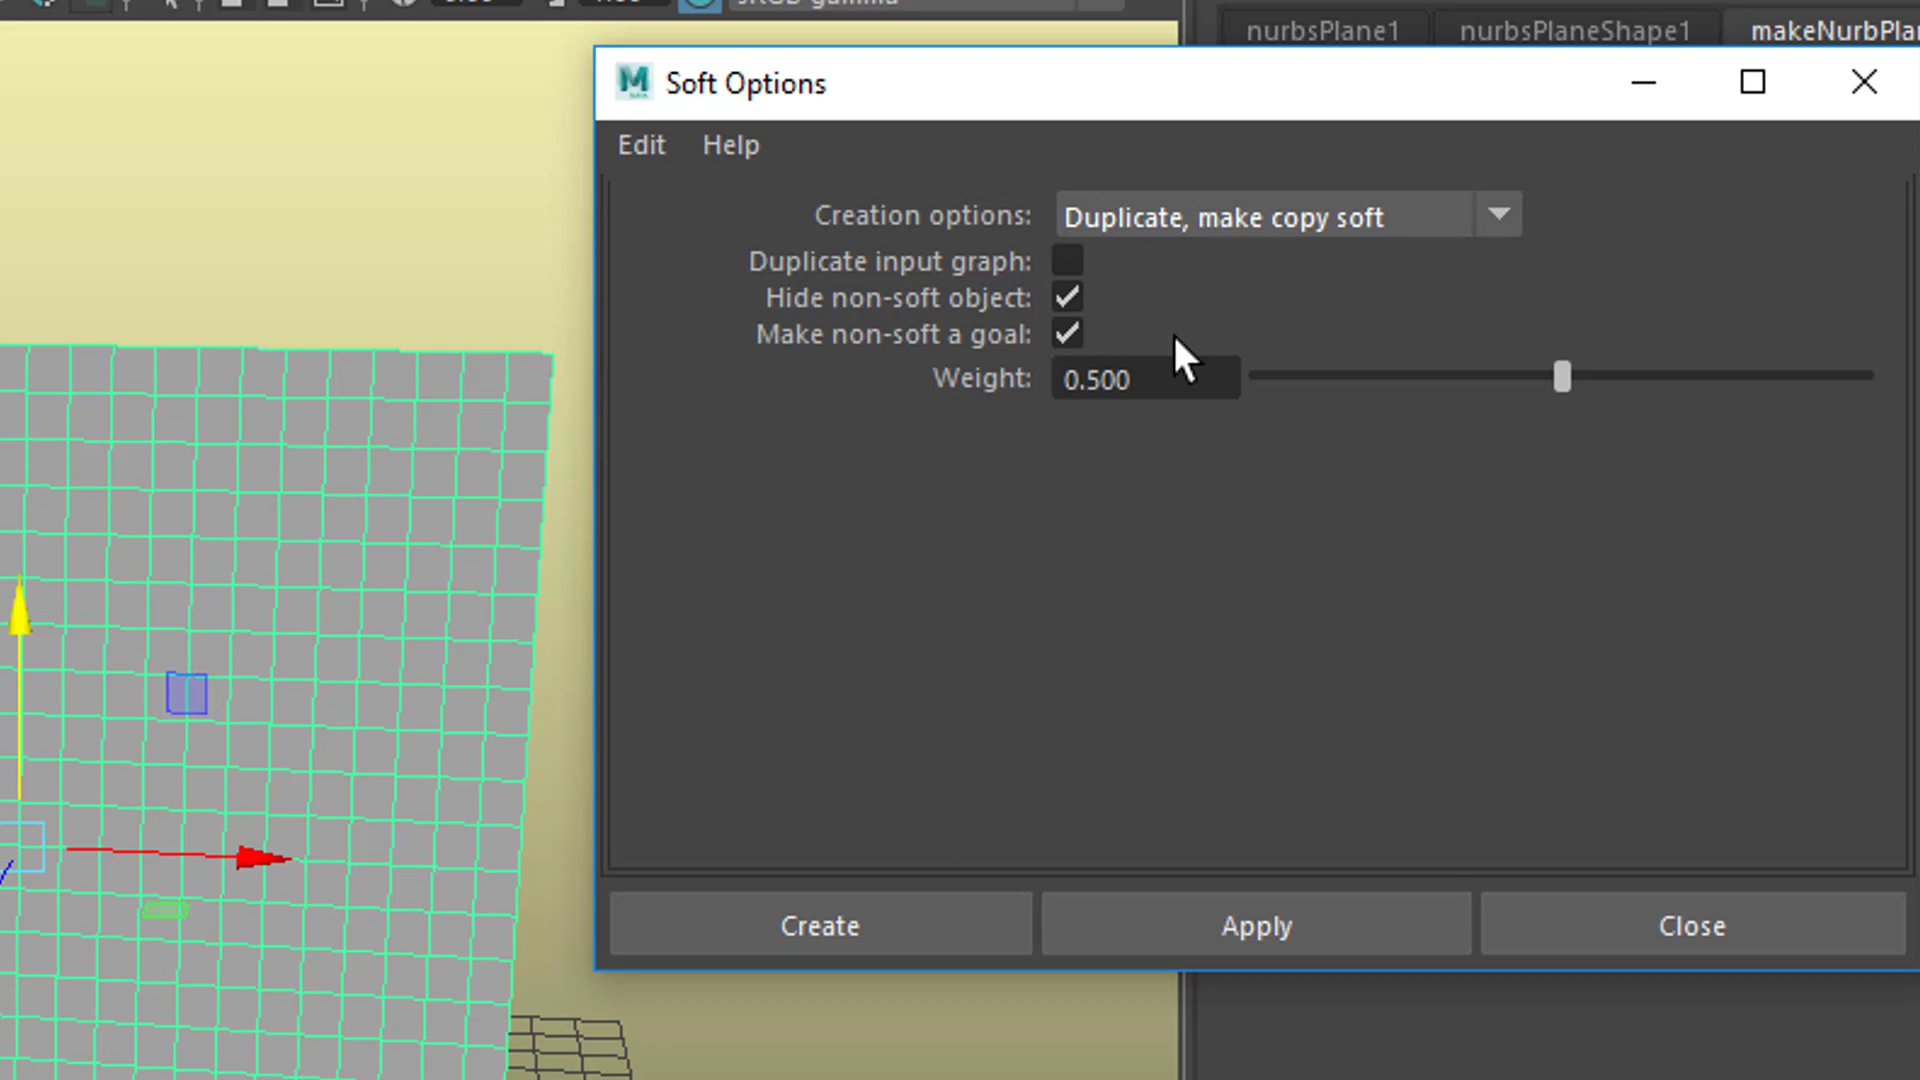 nurbsPlane1 nurbsPlaneShape1 makeNurbPla
Soft Options
Edit Help
Creation options: Duplicate, make copy soft
Duplicate input graph:
Hide non-soft object:
Make non-soft a goal:
Weight: 0.500
Create Apply Close